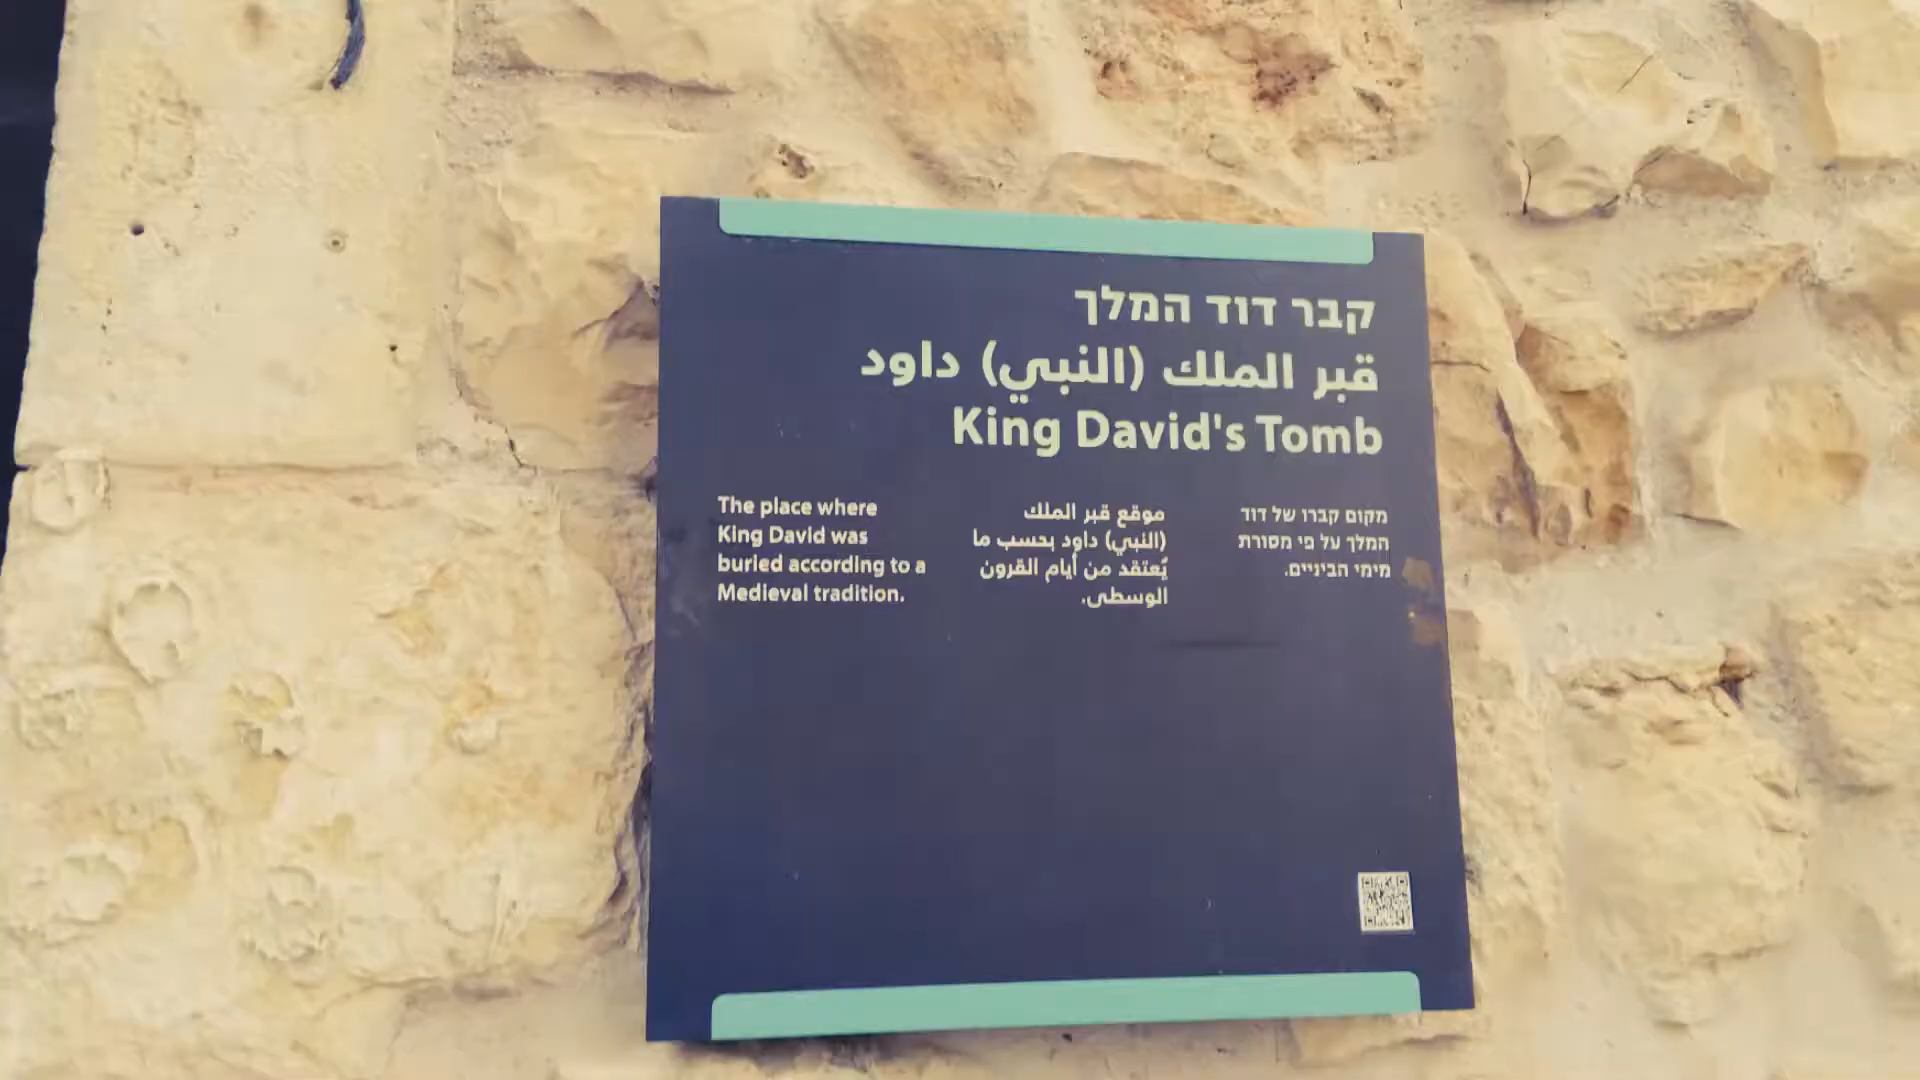 קבר דוד המלך
قبر الملك (النبي) داود
King David's Tomb
The place where
King David was
buried according to a
Medieval tradition.
موقع قبر الملك
(النبي) داود بحسب ما
يُعتقد من أيام القرون
الوسطى.
מקום קברו של דוד
המלך על פי מסורת
מימי הביניים.